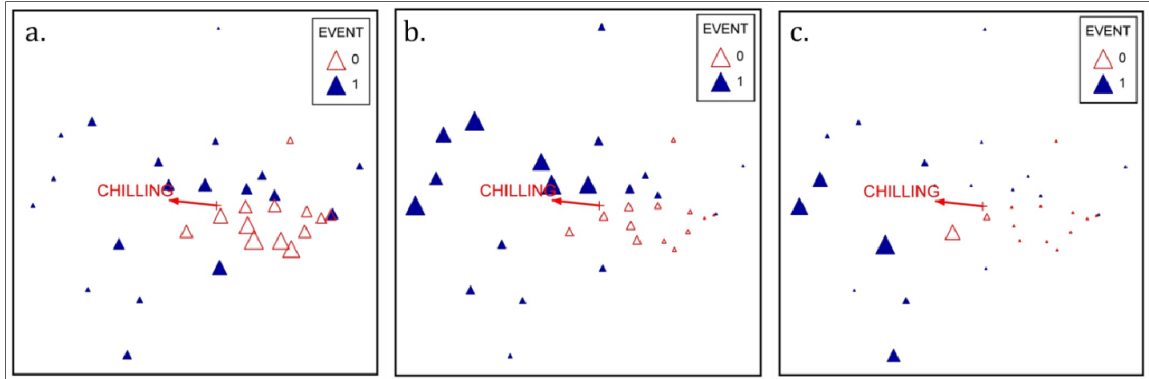 a.
EVENT
0
1
CHILLING
b.
EVENT
0
1
CHILLING
c.
EVENT
0
1
CHILLING